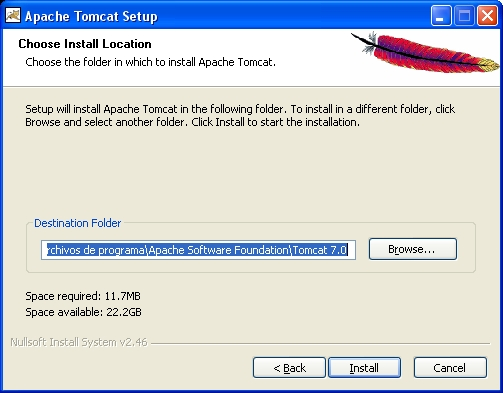 Apache Tomcat Setup
Choose Install Location
Choose the folder in which to install Apache Tomcat.
Setup will install Apache Tomcat in the following folder. To install in a different folder, click
Browse and select another folder. Click Install to start the installation.
Destination Folder
rchivos de programa\Apache Software Foundation\Tomcat 7.0
Browse...
Space required: 11.7MB
Space available: 22.2GB
Nullsoft Install System v2.46
< Back
Install
Cancel